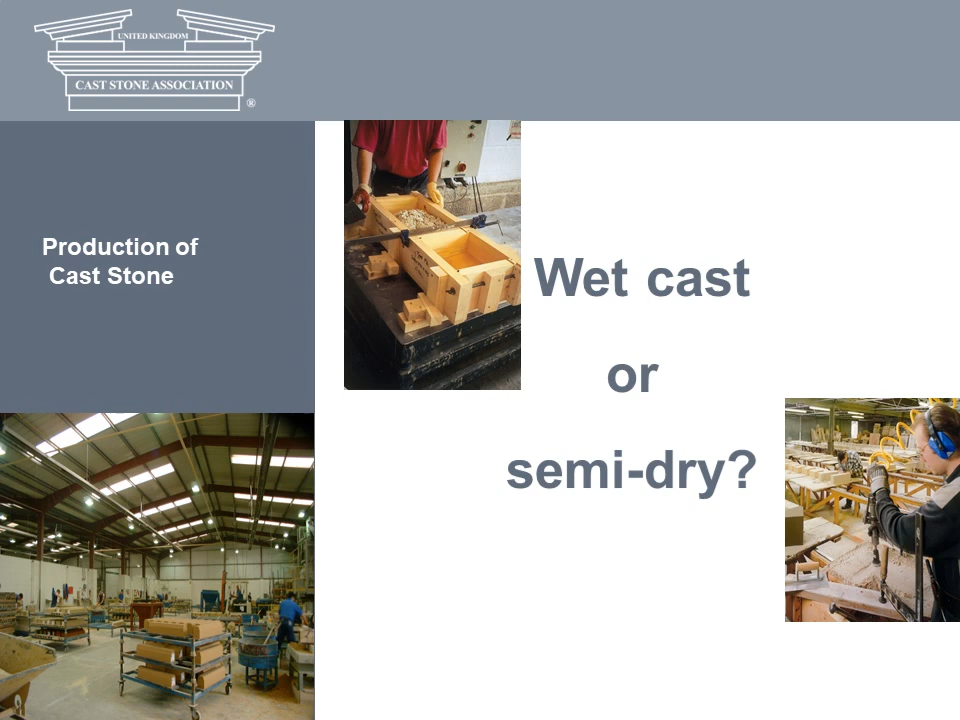 UNITED KINGDOM
CAST STONE ASSOCIATION
®
Production of
Cast Stone
Wet cast
or
semi-dry?